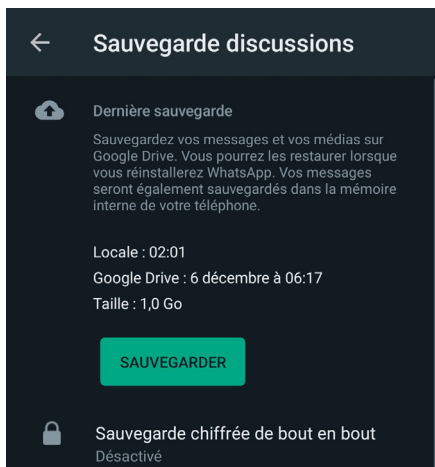 Sauvegarde discussions
Dernière sauvegarde
Sauvegardez vos messages et vos médias sur
Google Drive. Vous pourrez les restaurer lorsque
vous réinstallerez WhatsApp. Vos messages
seront également sauvegardés dans la mémoire
interne de votre téléphone.
Locale : 02:01
Google Drive : 6 décembre à 06:17
Taille : 1,0 Go
SAUVEGARDER
Sauvegarde chiffrée de bout en bout
Désactivé